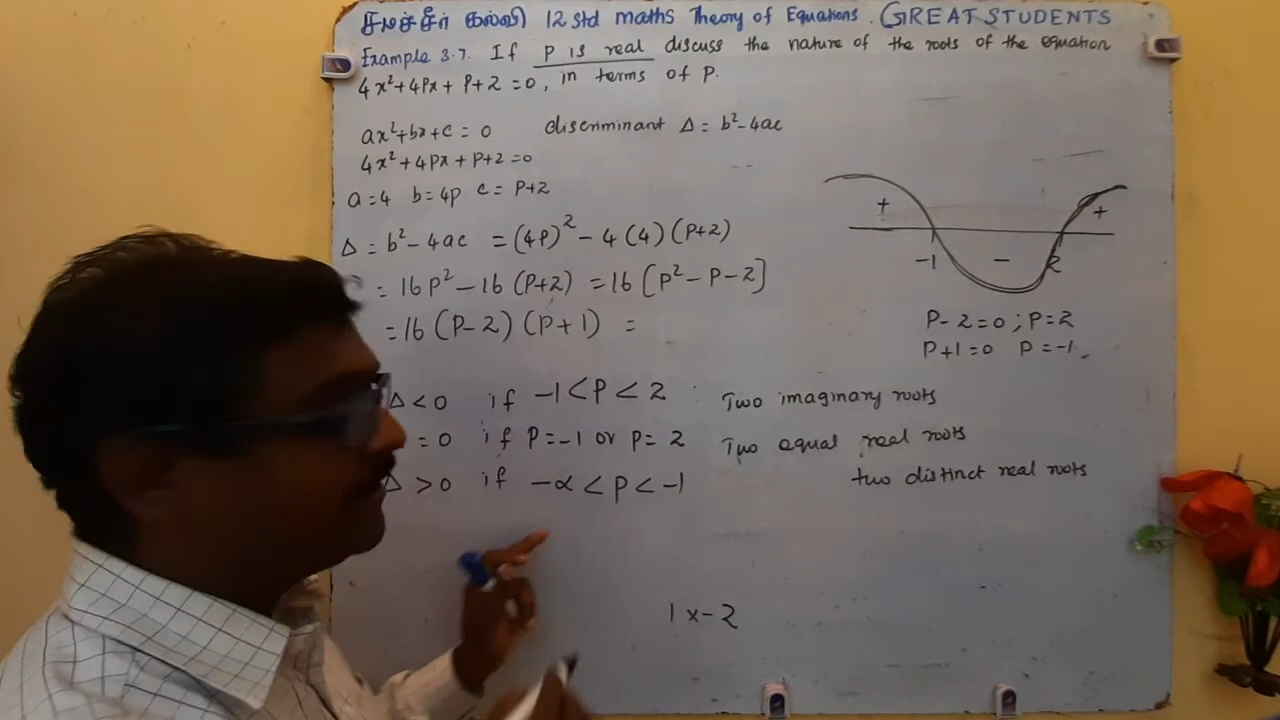 சமச்சீர் கல்வி 12 std maths Theory of Equations. GREAT STUDENTS
Example 3.7. If p is real discuss the nature of the roots of the equation
4x²+4Px+P+2=0, in terms of P.
ax²+bx+c=0 discriminant Δ=b²-4ac
4x²+4Px+P+2=0
a=4 b=4p c=P+2
Δ=b²-4ac =(4P)²-4(4)(P+2)
=16P²-16(P+2) =16[P²-P-2]
=16(P-2)(P+1) =
+ - +
-1 2
P-2=0; P=2
P+1=0 P=-1.
Δ<0 if -1<P<2 : Two imaginary roots
=0 if P=-1 or P=2 Two equal real roots
Δ>0 if -α<P<-1 two distinct real roots
1x-2